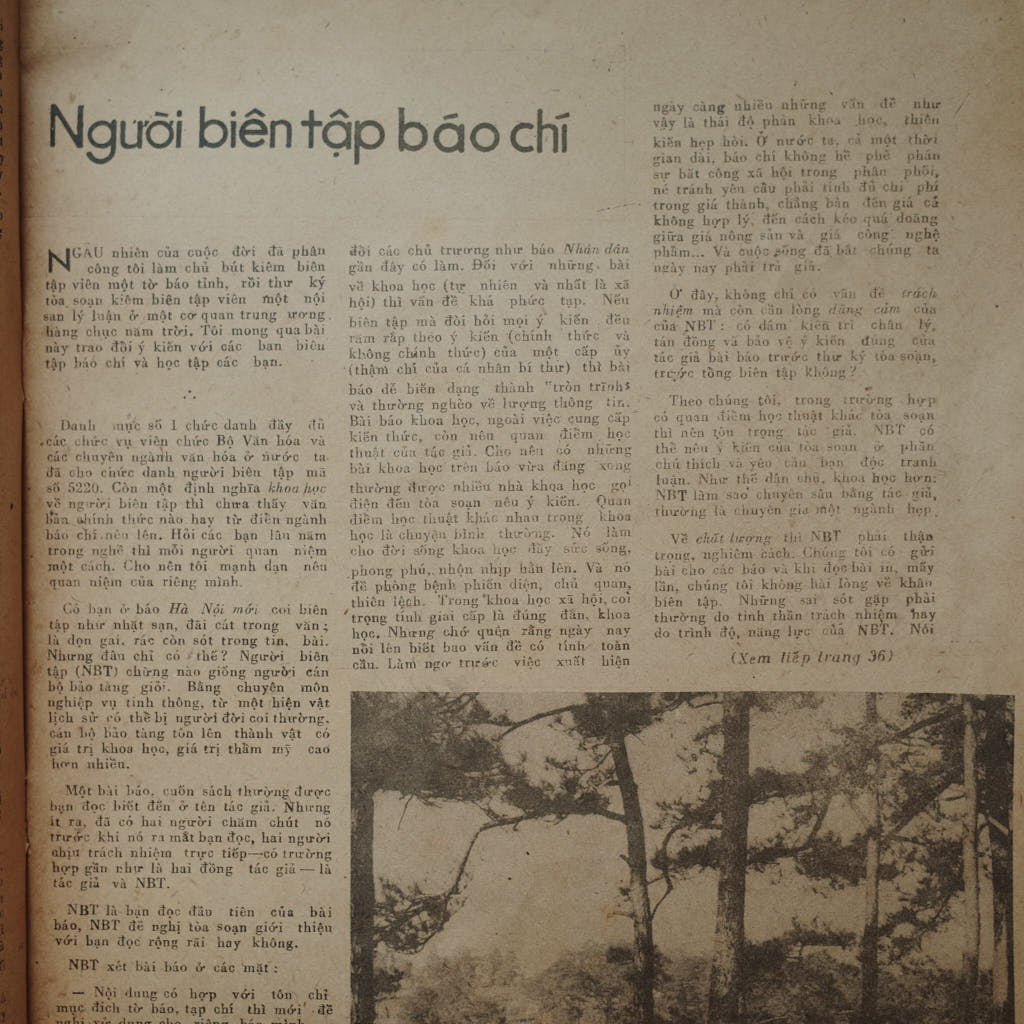 Người biên tập báo chí
NGẪU nhiên của cuộc đời đã phân
công tôi làm chủ bút kiêm biên
tập viên một tờ báo tỉnh, rồi thư ký
tòa soạn kiêm biên tập viên một nội
san lý luận ở một cơ quan trung ương
hàng chục năm trời. Tôi mong qua bài
này trao đổi ý kiến với các bạn biên
tập báo chí và học tập các bạn.
Danh mục số 1 chức danh đầy đủ
các chức vụ viên chức Bộ Văn hóa và
các chuyên ngành văn hóa ở nước ta
đã cho chức danh người biên tập mã
số 5220. Còn một định nghĩa khoa học
về người biên tập thì chưa thấy văn
bản chính thức nào hay từ điển ngành
báo chí nêu lên. Hỏi các bạn lâu năm
trong nghề thì mỗi người quan niệm
một cách. Cho nên tôi mạnh dạn nêu
quan niệm của riêng mình.
Có bạn ở báo Hà Nội mới coi biên
tập như nhặt sạn, đãi cát trong văn;
là dọn gai, rác còn sót trong tin, bài.
Nhưng đâu chỉ có thế? Người biên
tập (NBT) chừng nào giống người cán
bộ bảo tàng giỏi. Bằng chuyên môn
nghiệp vụ tinh thông, từ một hiện vật
lịch sử có thể bị người đời coi thường,
cán bộ bảo tàng tôn lên thành vật có
giá trị khoa học, giá trị thẩm mỹ cao
hơn nhiều.
Một bài báo, cuốn sách thường được
bạn đọc biết đến ở tên tác giả. Nhưng
ít ra, đã có hai người chăm chút nó
trước khi nó ra mắt bạn đọc, hai người
chịu trách nhiệm trực tiếp—có trường
hợp gần như là hai đồng tác giả — là
tác giả và NBT.
NBT là bạn đọc đầu tiên của bài
báo, NBT đề nghị tòa soạn giới thiệu
với bạn đọc rộng rãi hay không.
NBT xét bài báo ở các mặt:
— Nội dung có hợp với tôn chỉ
mục đích tờ báo, tạp chí thì mới đề
nghị sử dụng cho riêng báo mình
đôi các chủ trương như báo Nhân dân
gần đây có làm. Đối với những bài
về khoa học (tự nhiên và nhất là xã
hội) thì vấn đề khá phức tạp. Nếu
biên tập mà đòi hỏi mọi ý kiến đều
răm rắp theo ý kiến (chính thức và
không chính thức) của một cấp ủy
(thậm chí của cá nhân bí thư) thì bài
báo dễ biến dạng thành "tròn trĩnh"
và thường nghèo về lượng thông tin.
Bài báo khoa học, ngoài việc cung cấp
kiến thức, còn nêu quan điểm học
thuật của tác giả. Cho nên có những
bài khoa học trên báo vừa đăng xong
thường được nhiều nhà khoa học gọi
điện đến tòa soạn nêu ý kiến. Quan
điểm học thuật khác nhau trong khoa
học là chuyện bình thường. Nó làm
cho đời sống khoa học đầy sức sống,
phong phú, nhộn nhịp hẳn lên. Và nó
đề phòng bệnh phiến diện, chủ quan,
thiên lệch. Trong khoa học xã hội, coi
trọng tính giai cấp là đúng đắn, khoa
học. Nhưng chớ quên rằng ngày nay
nổi lên biết bao vấn đề có tính toàn
cầu. Làm ngơ trước việc xuất hiện
ngày càng nhiều những vấn đề như
vậy là thái độ phản khoa học, thiên
kiến hẹp hòi. Ở nước ta, cả một thời
gian dài, báo chí không hề phê phán
sự bất công xã hội trong phân phối,
né tránh yêu cầu phải tính đủ chi phí
trong giá thành, chẳng bàn đến giá cả
không hợp lý, đến cách kéo quá doãng
giữa giá nông sản và giá công nghệ
phẩm... Và cuộc sống đã bắt chúng ta
ngày nay phải trả giá.
Ở đây, không chỉ có vấn đề trách
nhiệm mà còn cần lòng dũng cảm của
của NBT: có dám kiên trì chân lý,
tán đồng và bảo vệ ý kiến đúng của
tác giả bài báo trước thư ký tòa soạn,
trước tổng biên tập không?
Theo chúng tôi, trong trường hợp
có quan điểm học thuật khác tòa soạn
thì nên tôn trọng tác giả. NBT có
thể nêu ý kiến của tòa soạn ở phần
chú thích và yêu cầu bạn đọc tranh
luận. Như thế dân chủ, khoa học hơn:
NBT làm sao chuyên sâu bằng tác giả,
thường là chuyên gia một ngành hẹp.
Về chất lượng thì NBT phải thận
trọng, nghiêm cách. Chúng tôi có gửi
bài cho các báo và khi đọc bài in, mấy
lần, chúng tôi không hài lòng về khâu
biên tập. Những sai sót gặp phải
thường do tinh thần trách nhiệm hay
do trình độ, năng lực của NBT. Nói
(Xem tiếp trang 36)